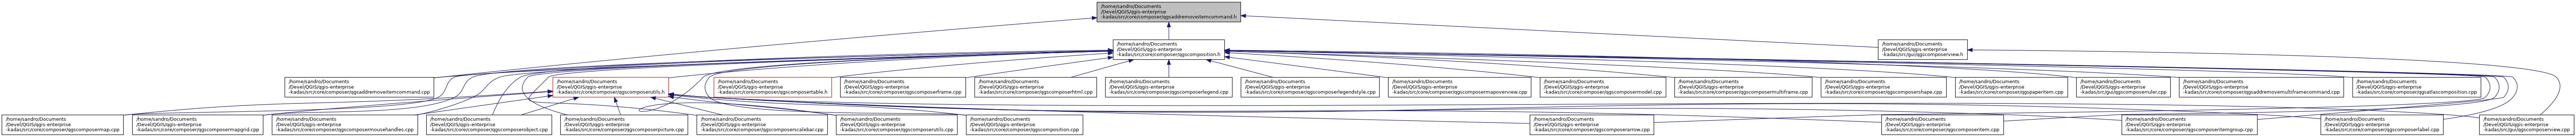 /home/sandro/Documents
/Devel/QGIS/qgis-enterprise
-kadas/src/core/composer/qgsaddremoveitemcommand.h
/home/sandro/Documents
/Devel/QGIS/qgis-enterprise
-kadas/src/core/composer/qgscomposition.h
/home/sandro/Documents
/Devel/QGIS/qgis-enterprise
-kadas/src/gui/qgscomposerview.h
/home/sandro/Documents
/Devel/QGIS/qgis-enterprise
-kadas/src/core/composer/qgsaddremoveitemcommand.cpp
/home/sandro/Documents
/Devel/QGIS/qgis-enterprise
-kadas/src/core/composer/qgscomposerutils.h
/home/sandro/Documents
/Devel/QGIS/qgis-enterprise
-kadas/src/core/composer/qgscomposertable.h
/home/sandro/Documents
/Devel/QGIS/qgis-enterprise
-kadas/src/core/composer/qgscomposerframe.cpp
/home/sandro/Documents
/Devel/QGIS/qgis-enterprise
-kadas/src/core/composer/qgscomposerhtml.cpp
/home/sandro/Documents
/Devel/QGIS/qgis-enterprise
-kadas/src/core/composer/qgscomposerlegend.cpp
/home/sandro/Documents
/Devel/QGIS/qgis-enterprise
-kadas/src/core/composer/qgscomposerlegendstyle.cpp
/home/sandro/Documents
/Devel/QGIS/qgis-enterprise
-kadas/src/core/composer/qgscomposermapoverview.cpp
/home/sandro/Documents
/Devel/QGIS/qgis-enterprise
-kadas/src/core/composer/qgscomposermodel.cpp
/home/sandro/Documents
/Devel/QGIS/qgis-enterprise
-kadas/src/core/composer/qgscomposermultiframe.cpp
/home/sandro/Documents
/Devel/QGIS/qgis-enterprise
-kadas/src/core/composer/qgscomposershape.cpp
/home/sandro/Documents
/Devel/QGIS/qgis-enterprise
-kadas/src/core/composer/qgspaperitem.cpp
/home/sandro/Documents
/Devel/QGIS/qgis-enterprise
-kadas/src/gui/qgscomposerruler.cpp
/home/sandro/Documents
/Devel/QGIS/qgis-enterprise
-kadas/src/core/composer/qgsaddremovemultiframecommand.cpp
/home/sandro/Documents
/Devel/QGIS/qgis-enterprise
-kadas/src/core/composer/qgsatlascomposition.cpp
/home/sandro/Documents
/Devel/QGIS/qgis-enterprise
-kadas/src/core/composer/qgscomposermap.cpp
/home/sandro/Documents
/Devel/QGIS/qgis-enterprise
-kadas/src/core/composer/qgscomposermapgrid.cpp
/home/sandro/Documents
/Devel/QGIS/qgis-enterprise
-kadas/src/core/composer/qgscomposermousehandles.cpp
/home/sandro/Documents
/Devel/QGIS/qgis-enterprise
-kadas/src/core/composer/qgscomposerobject.cpp
/home/sandro/Documents
/Devel/QGIS/qgis-enterprise
-kadas/src/core/composer/qgscomposerpicture.cpp
/home/sandro/Documents
/Devel/QGIS/qgis-enterprise
-kadas/src/core/composer/qgscomposerscalebar.cpp
/home/sandro/Documents
/Devel/QGIS/qgis-enterprise
-kadas/src/core/composer/qgscomposerutils.cpp
/home/sandro/Documents
/Devel/QGIS/qgis-enterprise
-kadas/src/core/composer/qgscomposition.cpp
/home/sandro/Documents
/Devel/QGIS/qgis-enterprise
-kadas/src/core/composer/qgscomposerarrow.cpp
/home/sandro/Documents
/Devel/QGIS/qgis-enterprise
-kadas/src/core/composer/qgscomposeritem.cpp
/home/sandro/Documents
/Devel/QGIS/qgis-enterprise
-kadas/src/core/composer/qgscomposeritemgroup.cpp
/home/sandro/Documents
/Devel/QGIS/qgis-enterprise
-kadas/src/core/composer/qgscomposerlabel.cpp
/home/sandro/Documents
/Devel/QGIS/qgis-enterprise
-kadas/src/gui/qgscomposerview.cpp